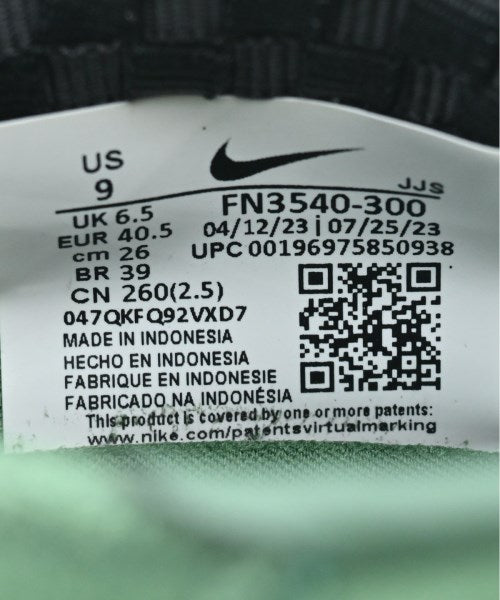 US
9
UK 6.5
EUR 40.5
cm 26
BR 39
CN 260(2.5)
JJS
FN3540-300
04/12/23 | 07/25/23
UPC 00196975850938
047QKFQ92VXD7
MADE IN INDONESIA
HECHO EN INDONESIA
FABRIQUE EN INDONESIE
FABRICADO NA INDONÉSIA
This product is covered by one or more patents:
www.nike.com/patentsvirtualmarking